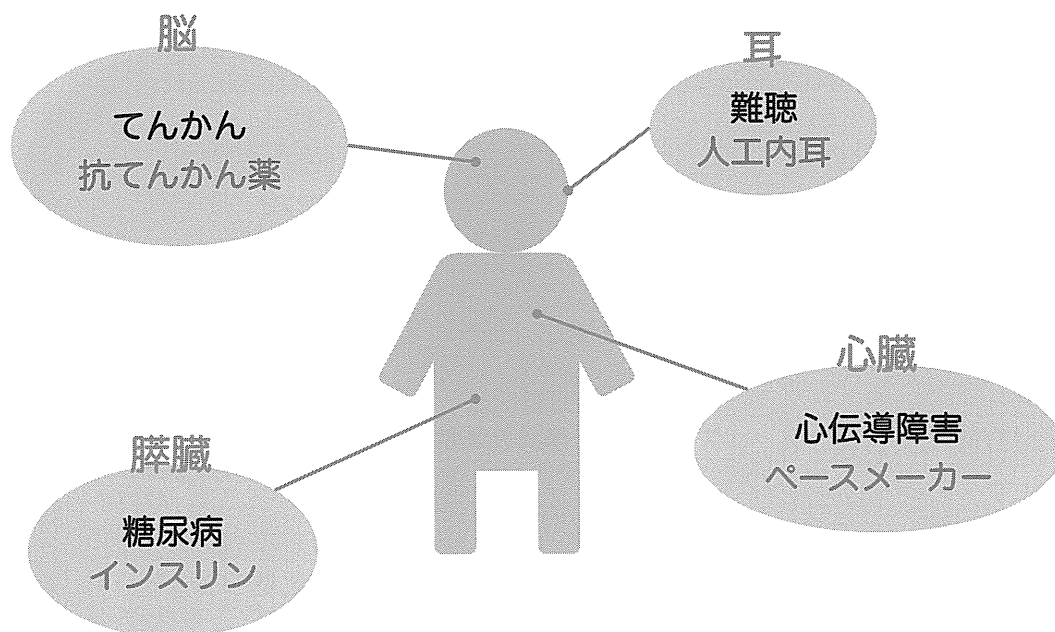 脳
てんかん
抗てんかん薬
耳
難聴
人工内耳
心臓
心伝導障害
ペースメーカー
膵臓
糖尿病
インスリン